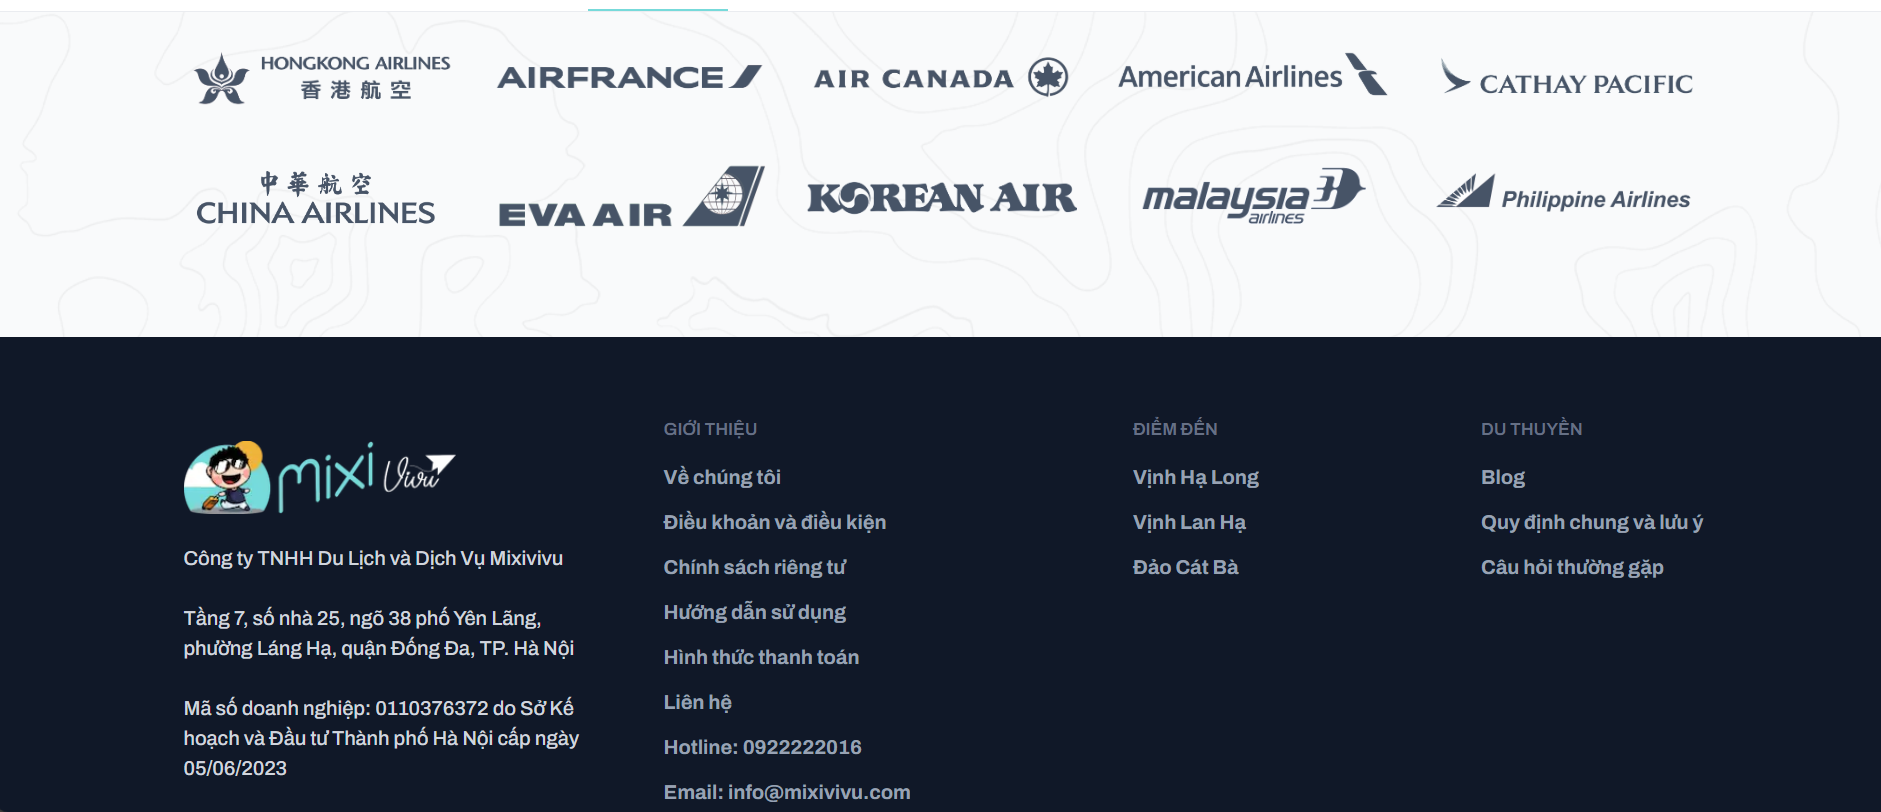 HONGKONG AIRLINES
香港航空
AIRFRANCE
AIR CANADA
American Airlines
CATHAY PACIFIC
中華航空
CHINA AIRLINES
EVA AIR
KOREAN AIR
malaysia
airlines
Philippine Airlines
mixi Vivu
Công ty TNHH Du Lịch và Dịch Vụ Mixivivu
Tầng 7, số nhà 25, ngõ 38 phố Yên Lãng,
phường Láng Hạ, quận Đống Đa, TP. Hà Nội
Mã số doanh nghiệp: 0110376372 do Sở Kế
hoạch và Đầu tư Thành phố Hà Nội cấp ngày
05/06/2023
GIỚI THIỆU
Về chúng tôi
Điều khoản và điều kiện
Chính sách riêng tư
Hướng dẫn sử dụng
Hình thức thanh toán
Liên hệ
Hotline: 0922222016
Email: info@mixivivu.com
ĐIỂM ĐẾN
Vịnh Hạ Long
Vịnh Lan Hạ
Đảo Cát Bà
DU THUYỀN
Blog
Quy định chung và lưu ý
Câu hỏi thường gặp